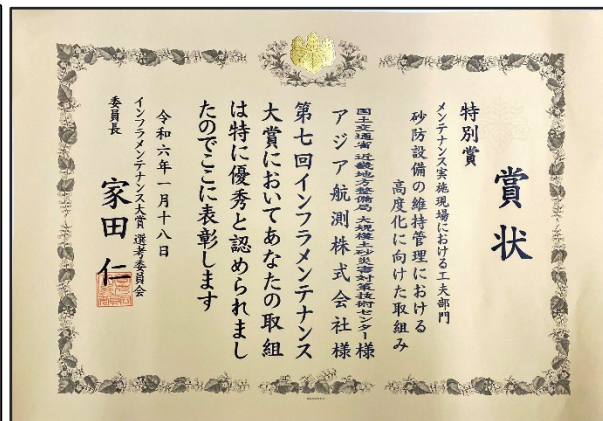 賞状
特別賞
メンテナンス実施現場における工夫部門
砂防設備の維持管理における
高度化に向けた取組み
国土交通省 近畿地方整備局 大規模土砂災害対策技術センター 様
アジア航測株式会社 様
第七回インフラメンテナンス
大賞においてあなたの取組
は特に優秀と認められまし
たのでここに表彰します
令和六年一月十八日
インフラメンテナンス大賞 選考委員会
委員長 家田 仁